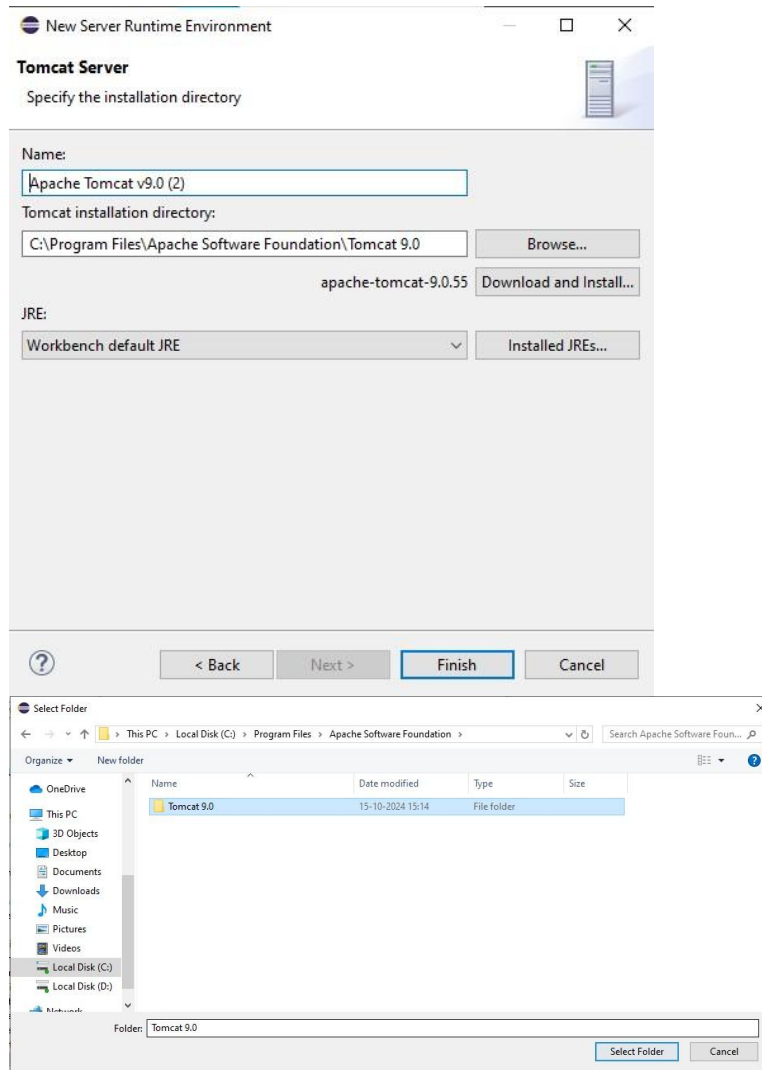 New Server Runtime Environment
Tomcat Server
Specify the installation directory
Name:
Apache Tomcat v9.0 (2)
Tomcat installation directory:
C:\Program Files\Apache Software Foundation\Tomcat 9.0 Browse...
apache-tomcat-9.0.55 Download and Install...
JRE:
Workbench default JRE Installed JREs...
? < Back Next > Finish Cancel
Select Folder
This PC > Local Disk (C:) > Program Files > Apache Software Foundation > Search Apache Software Foun...
Organize New folder ?
Name Date modified Type Size
OneDrive
Tomcat 9.0 15-10-2024 15:14 File folder
This PC
3D Objects
Desktop
Documents
Downloads
Music
Pictures
Videos
Local Disk (C:)
Local Disk (D:)
Network
Folder: Tomcat 9.0
Select Folder Cancel